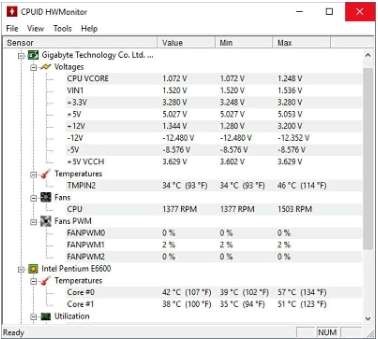 CPUID HWMonitor
File View Tools Help
Sensor Value Min Max
Gigabyte Technology Co. Ltd. ...
Voltages
CPU VCORE 1.072 V 1.072 V 1.248 V
VIN1 1.520 V 1.520 V 1.536 V
+3.3V 3.280 V 3.248 V 3.280 V
+5V 5.027 V 5.027 V 5.053 V
+12V 1.344 V 1.280 V 3.200 V
-12V -12.480 V -12.480 V -12.352 V
-5V -8.576 V -8.576 V -8.576 V
+5V VCCH 3.629 V 3.602 V 3.629 V
Temperatures
TMPIN2 34 °C (93 °F) 34 °C (93 °F) 46 °C (114 °F)
Fans
CPU 1377 RPM 1377 RPM 1503 RPM
Fans PWM
FANPWM0 0 % 0 % 0 %
FANPWM1 2 % 2 % 2 %
FANPWM2 0 % 0 % 0 %
Intel Pentium E6600
Temperatures
Core #0 42 °C (107 °F) 39 °C (102 °F) 57 °C (134 °F)
Core #1 38 °C (100 °F) 35 °C (94 °F) 51 °C (123 °F)
Utilization
Ready NUM